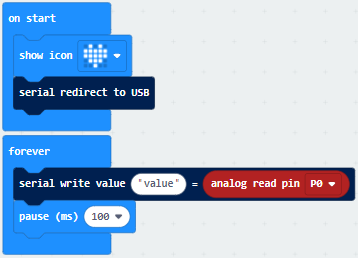 on start
show icon
serial redirect to USB
forever
serial write value "value" = analog read pin P0
pause (ms) 100